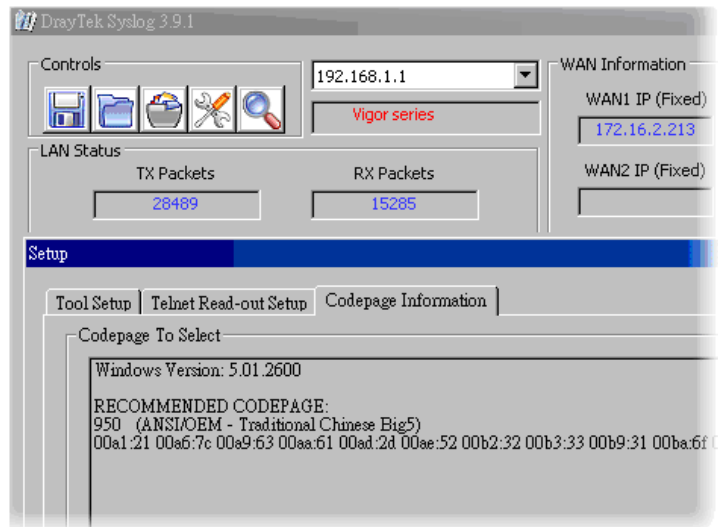 DrayTek Syslog 3.9.1
Controls
192.168.1.1
Vigor series
WAN Information
WAN1 IP (Fixed)
172.16.2.213
WAN2 IP (Fixed)
LAN Status
TX Packets
RX Packets
28489
15285
Setup
Tool Setup
Telnet Read-out Setup
Codepage Information
Codepage To Select
Windows Version: 5.01.2600
RECOMMENDED CODEPAGE:
950 (ANSI/OEM - Traditional Chinese Big5)
00a1:21 00a6:7c 00a9:63 00aa:61 00ad:2d 00ae:52 00b2:32 00b3:33 00b9:31 00ba:6f